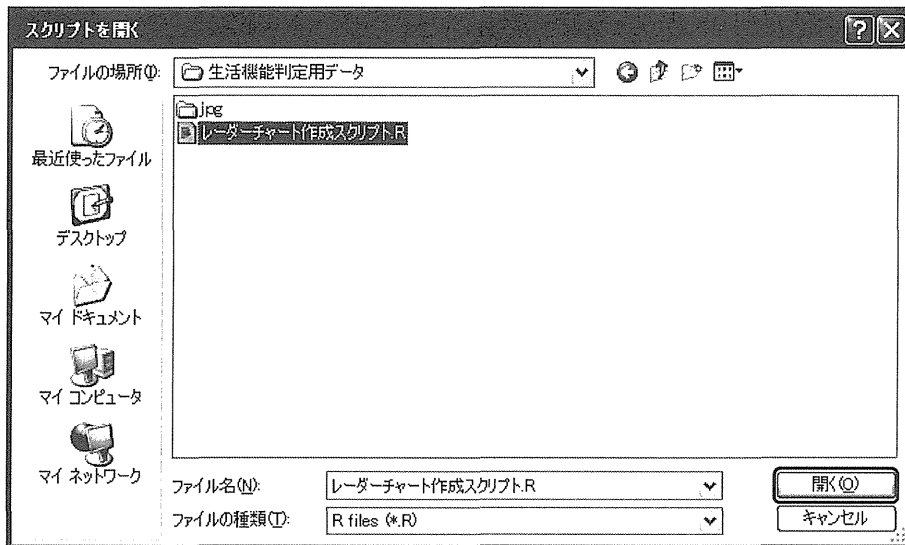 スクリプトを開く
ファイルの場所(I):
生活機能判定用データ
jpg
レーダーチャート作成スクリプト.R
最近使ったファイル
デスクトップ
マイ ドキュメント
マイ コンピュータ
マイ ネットワーク
ファイル名(N):
レーダーチャート作成スクリプト.R
開く(O)
ファイルの種類(T):
R files (*.R)
キャンセル